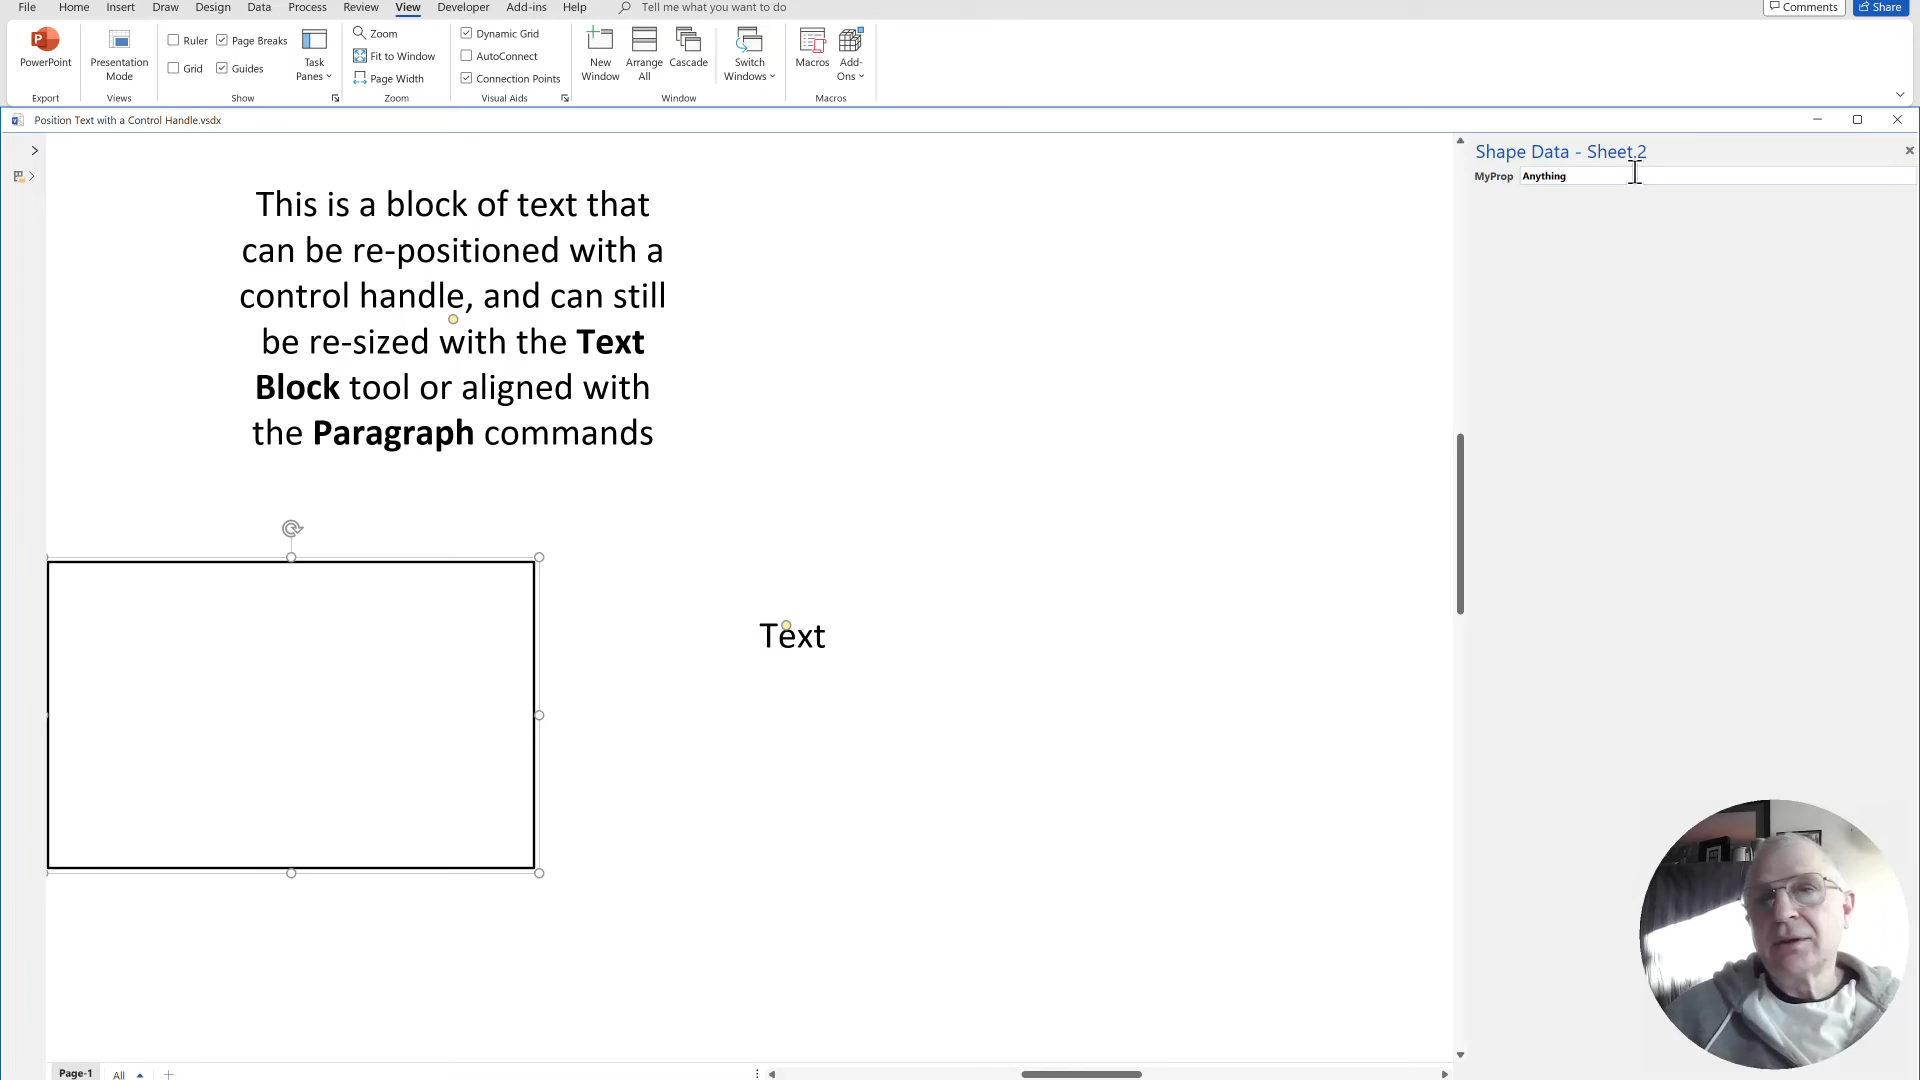 File Home Insert Draw Design Data Process Review View Developer Add-ins Help Tell me what you want to do Comments Share
PowerPoint
Export
Presentation Mode
Views
Ruler Page Breaks
Grid Guides
Task Panes
Show
Zoom
Fit to Window
Page Width
Zoom
Dynamic Grid
AutoConnect
Connection Points
Visual Aids
New Window
Arrange All
Cascade
Switch Windows
Window
Macros
Add-Ons
Macros
Position Text with a Control Handle.vsdx
Shape Data - Sheet.2
MyProp Anything
This is a block of text that
can be re-positioned with a
control handle, and can still
be re-sized with the Text
Block tool or aligned with
the Paragraph commands
Text
Page-1 All